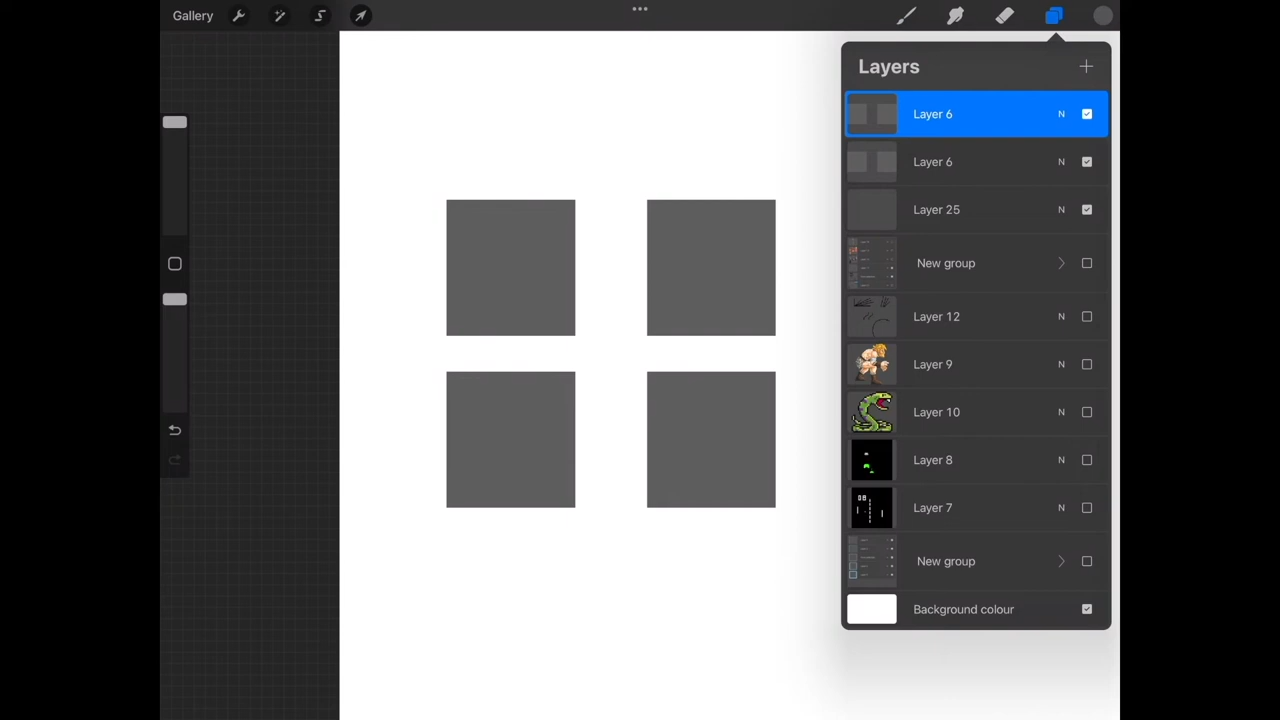 Gallery
Layers
Layer 6 N
Layer 6 N
Layer 25 N
New group
Layer 12 N
Layer 9 N
Layer 10 N
Layer 8 N
Layer 7 N
New group
Background colour